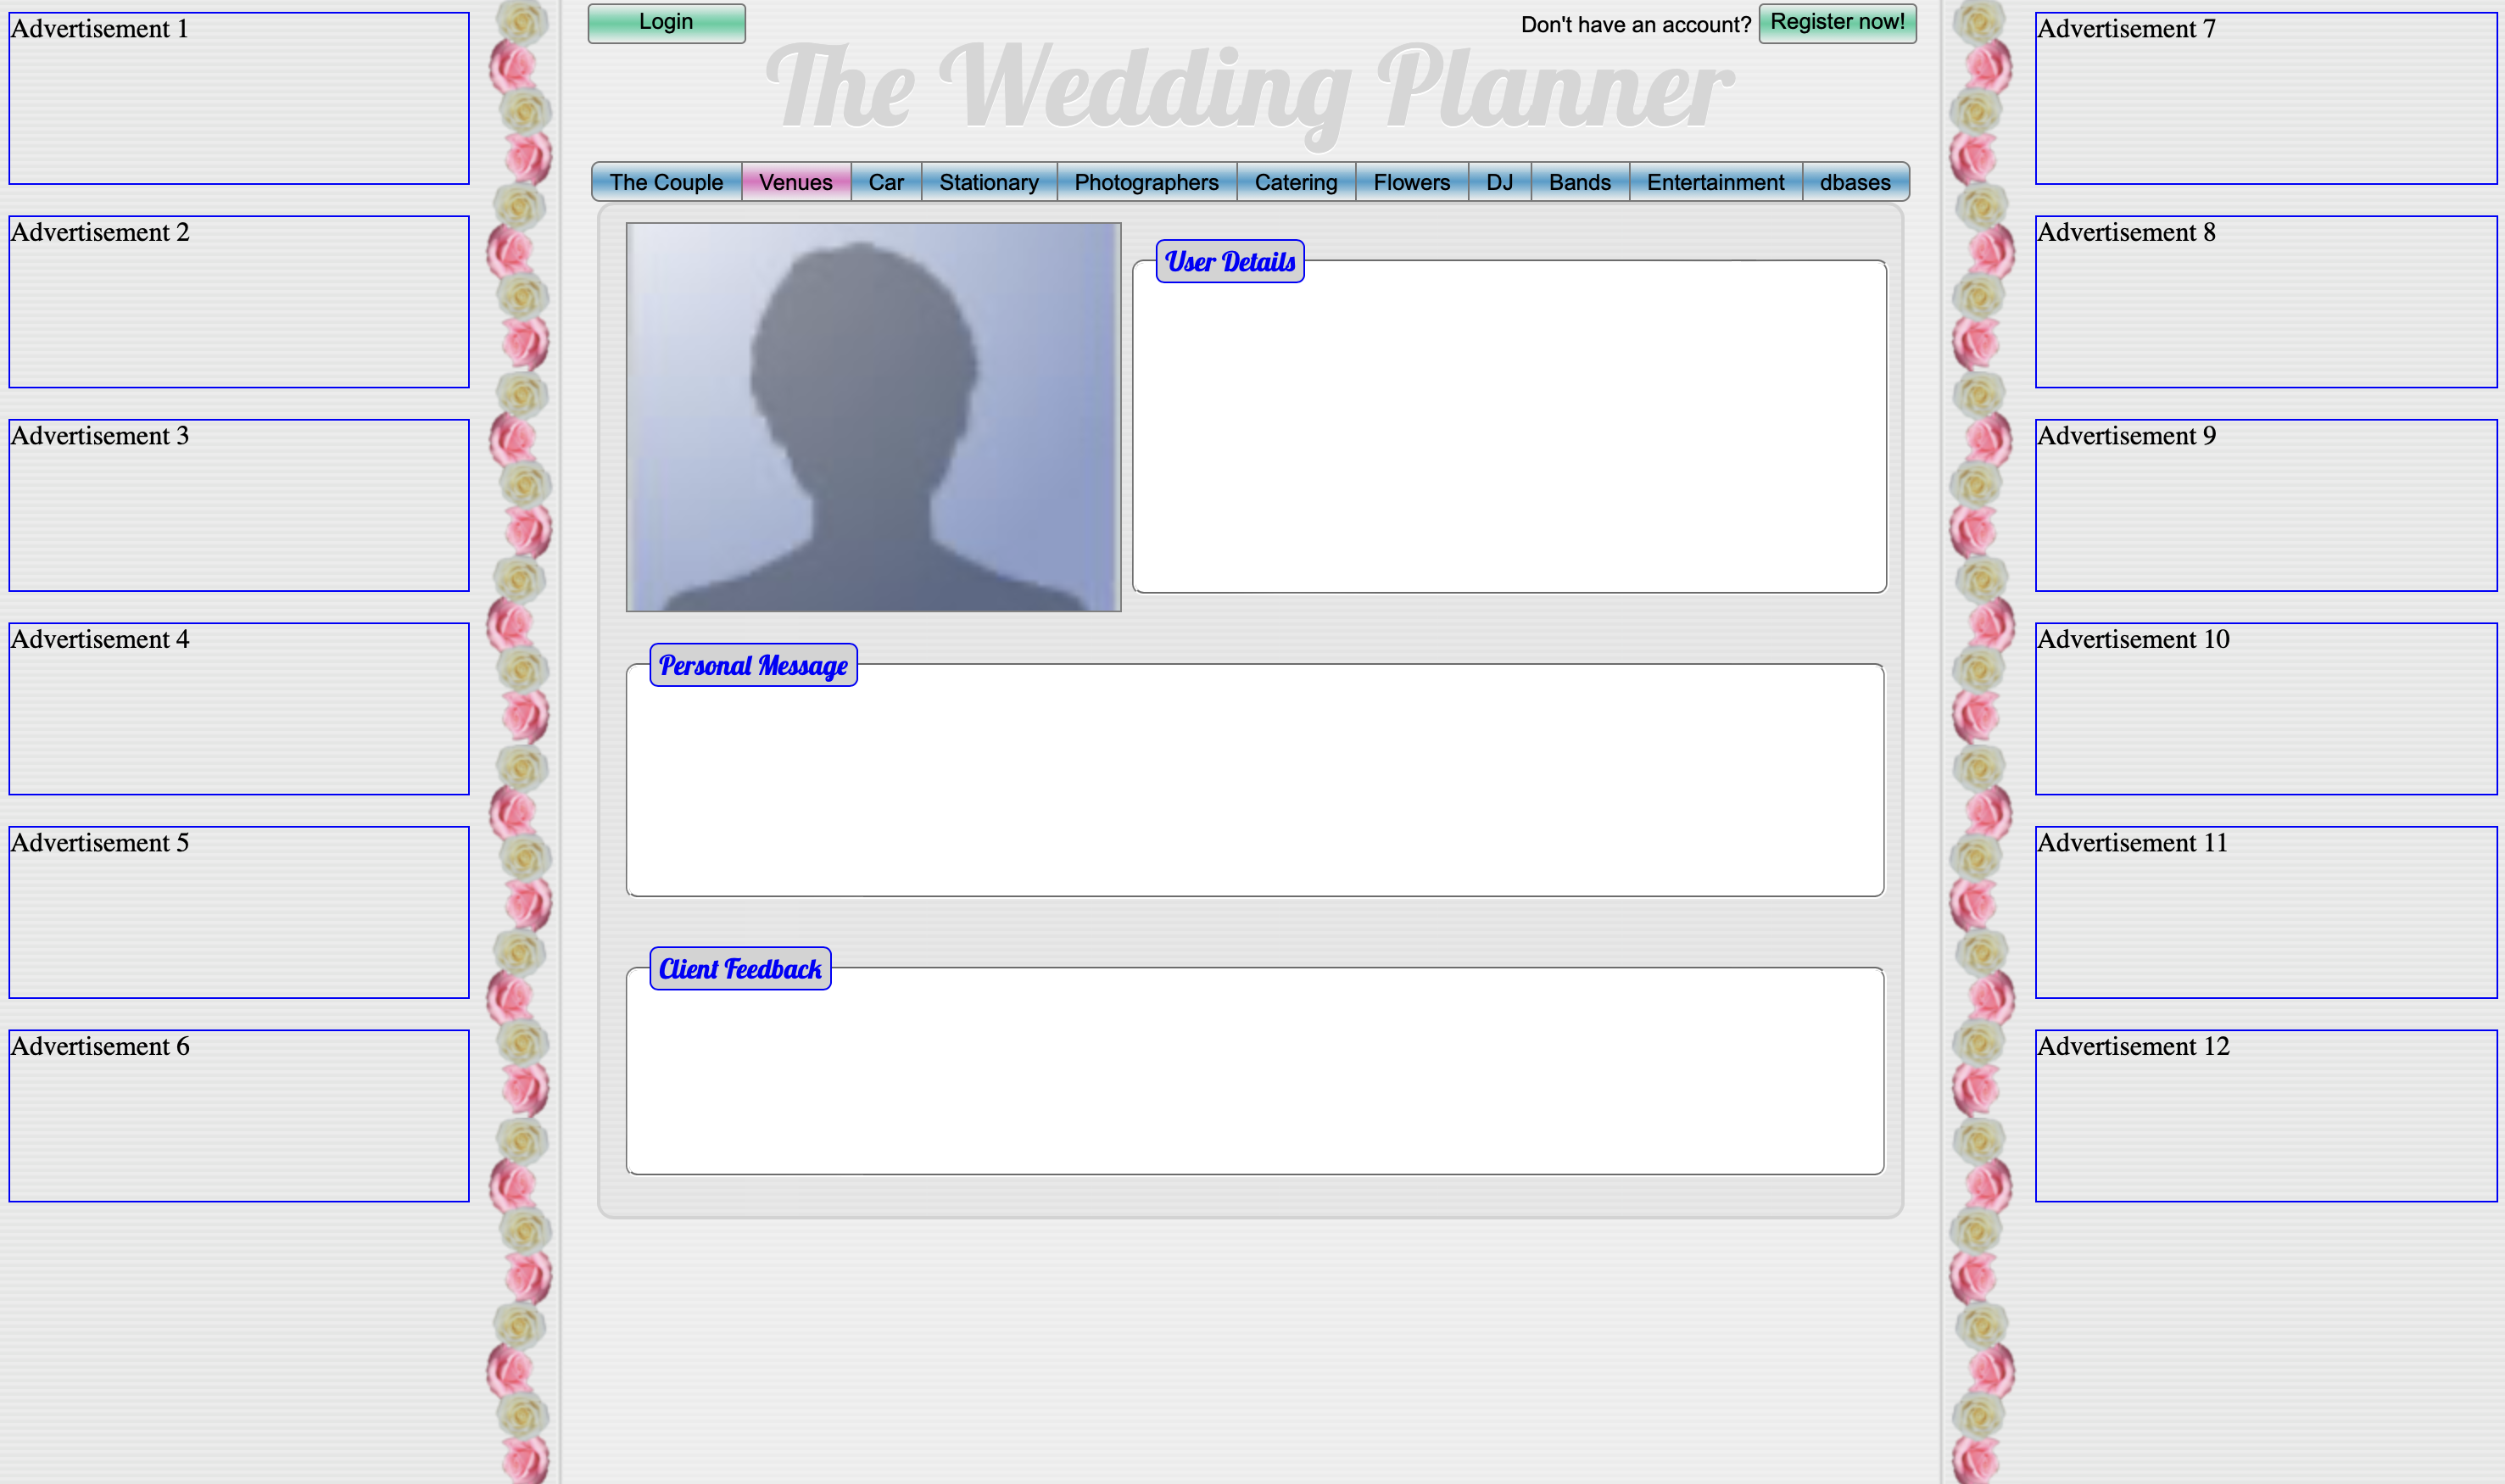 Login
Don't have an account? Register now!
The Wedding Planner
The Couple Venues Car Stationary Photographers Catering Flowers DJ Bands Entertainment dbases
User Details
Personal Message
Client Feedback
Advertisement 1
Advertisement 2
Advertisement 3
Advertisement 4
Advertisement 5
Advertisement 6
Advertisement 7
Advertisement 8
Advertisement 9
Advertisement 10
Advertisement 11
Advertisement 12